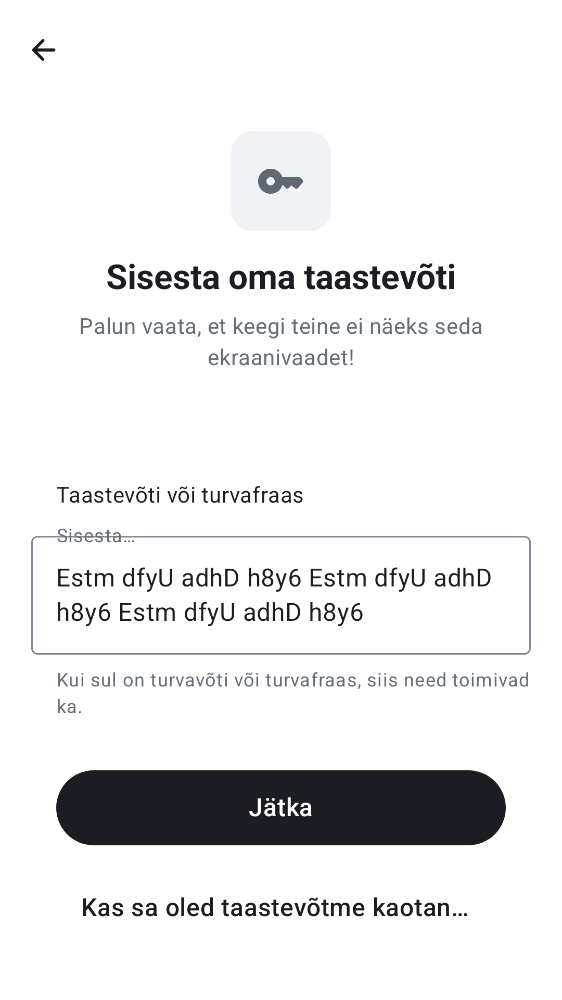 Sisesta oma taastevõti
Palun vaata, et keegi teine ei näeks seda
ekraanivaadet!
Taastevõti või turvafraas
Sisesta…
Estm dfyU adhD h8y6 Estm dfyU adhD
h8y6 Estm dfyU adhD h8y6
Kui sul on turvavõti või turvafraas, siis need toimivad
ka.
Jätka
Kas sa oled taastevõtme kaotan…